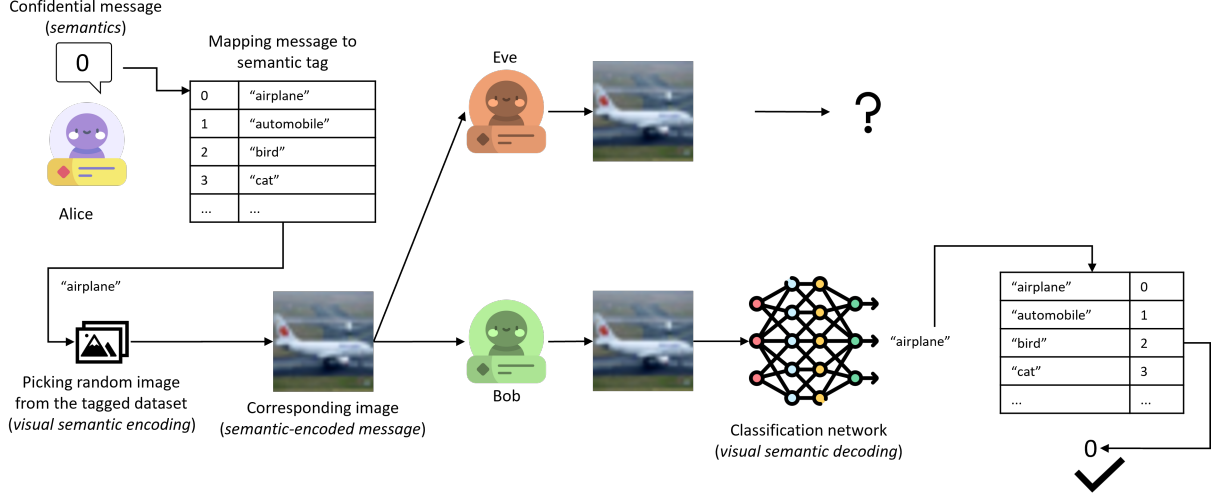 Confidential message
(semantics)
0
Alice
Mapping message to
semantic tag
0 “airplane”
1 “automobile”
2 “bird”
3 “cat”
... ...
“airplane”
Picking random image
from the tagged dataset
(visual semantic encoding)
Corresponding image
(semantic-encoded message)
Eve
?
Bob
Classification network
(visual semantic decoding)
“airplane”
“airplane” 0
“automobile” 1
“bird” 2
“cat” 3
... ...
0